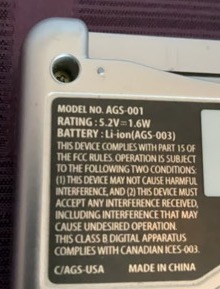 MODEL NO. AGS-001
RATING : 5.2V⎓1.6W
BATTERY : Li-ion(AGS-003)
THIS DEVICE COMPLIES WITH PART 15 OF
THE FCC RULES. OPERATION IS SUBJECT
TO THE FOLLOWING TWO CONDITIONS:
(1) THIS DEVICE MAY NOT CAUSE HARMFUL
INTERFERENCE, AND (2) THIS DEVICE MUST
ACCEPT ANY INTERFERENCE RECEIVED,
INCLUDING INTERFERENCE THAT MAY
CAUSE UNDESIRED OPERATION.
THIS CLASS B DIGITAL APPARATUS
COMPLIES WITH CANADIAN ICES-003.
C/AGS-USA MADE IN CHINA